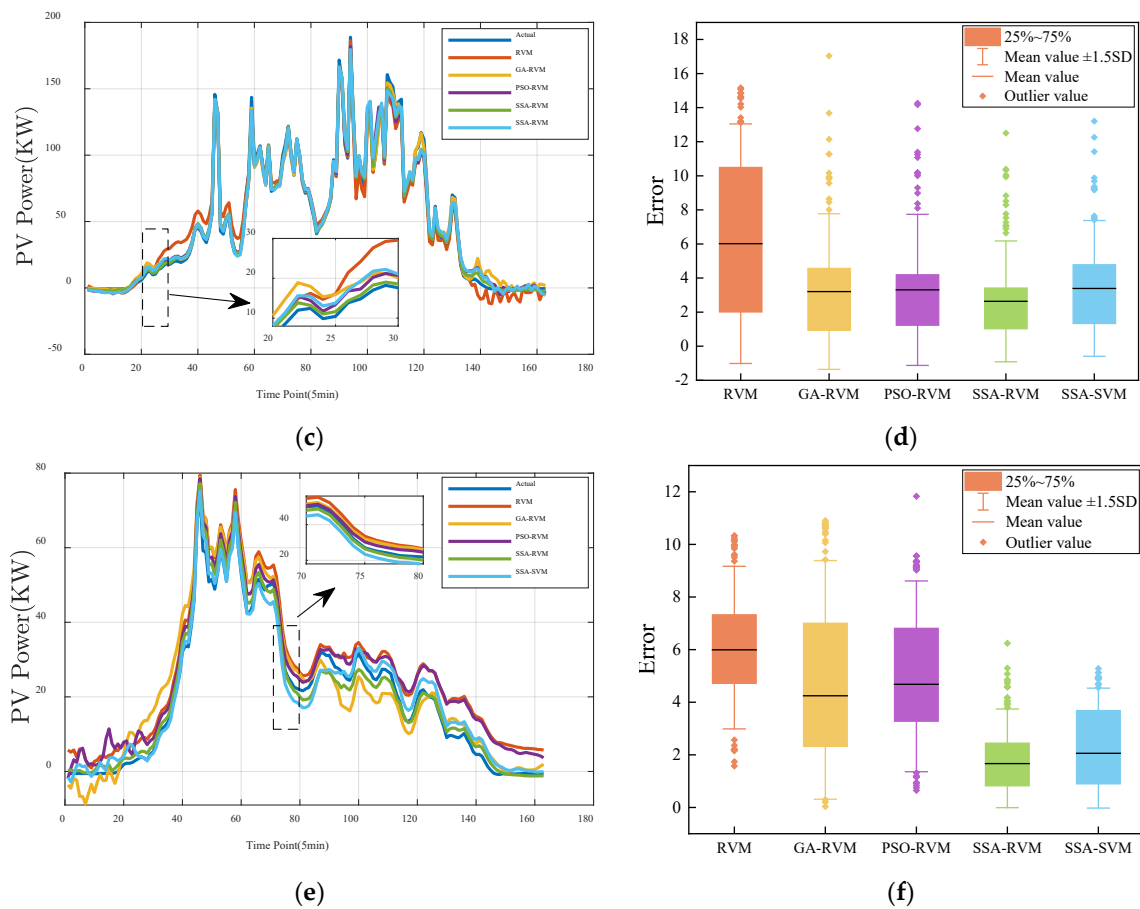 200
150
100
50
0
-50
PV Power(KW)
Actual
RVM
GA-RVM
PSO-RVM
SSA-RVM
SSA-RVM
30
20
10
20
25
30
0
20
40
60
80
100
120
140
160
180
Time Point(5min)
(c)
18
16
14
12
10
8
6
4
2
0
-2
Error
25%~75%
Mean value ±1.5SD
Mean value
Outlier value
RVM GA-RVM PSO-RVM SSA-RVM SSA-SVM
(d)
80
60
40
20
0
PV Power(KW)
Actual
RVM
GA-RVM
PSO-RVM
SSA-RVM
SSA-SVM
40
20
70
75
80
0
20
40
60
80
100
120
140
160
180
Time Point(5min)
(e)
12
10
8
6
4
2
0
Error
25%~75%
Mean value ±1.5SD
Mean value
Outlier value
RVM GA-RVM PSO-RVM SSA-RVM SSA-SVM
(f)